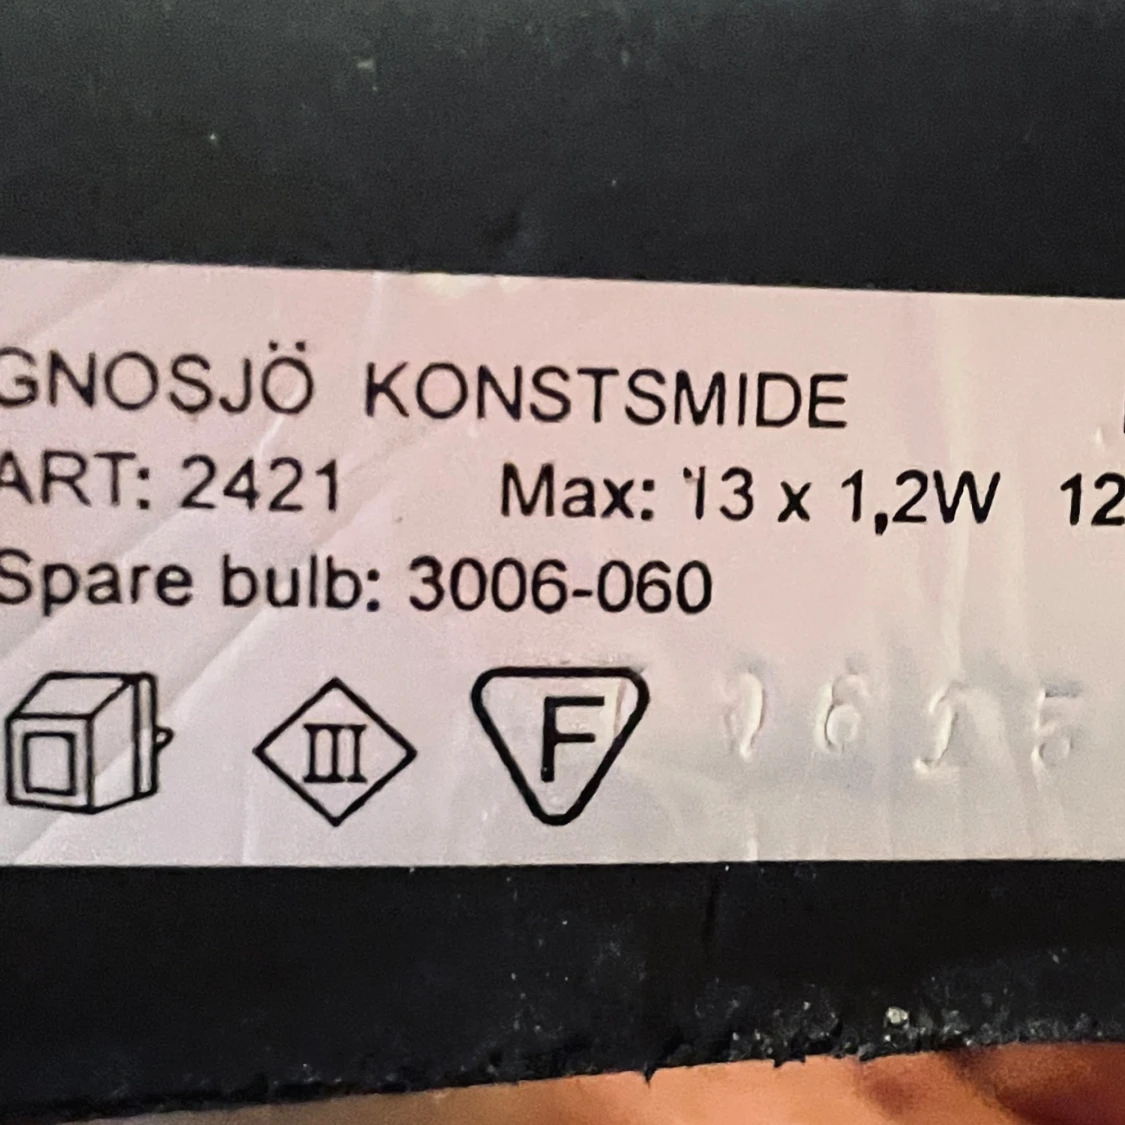 GNOSJÖ KONSTSMIDE
ART: 2421 Max: 13 x 1,2W 12
Spare bulb: 3006-060
III F